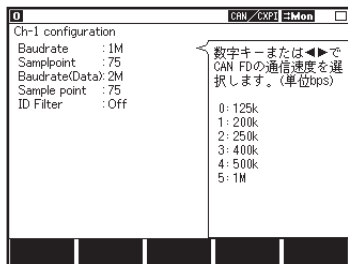 0 CAN/CXPI ⇄Mon
Ch-1 configuration
Baudrate : 1M
Samplpoint : 75
Baudrate(Data): 2M
Sample point : 75
ID Filter : Off
数字キーまたは◀▶で
CAN FDの通信速度を選
択します。(単位bps)
0: 125k
1: 200k
2: 250k
3: 400k
4: 500k
5: 1M